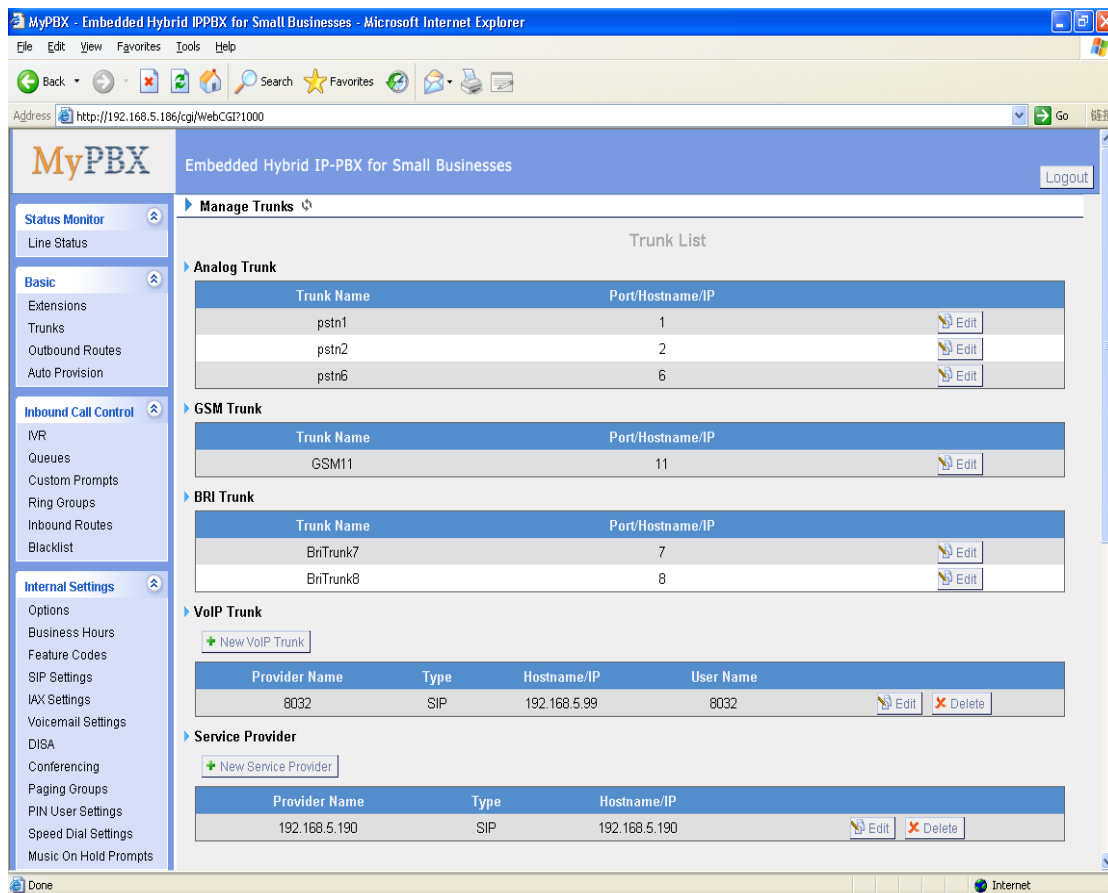 MyPBX - Embedded Hybrid IPPBX for Small Businesses - Microsoft Internet Explorer
File Edit View Favorites Tools Help
Back Search Favorites
Address http://192.168.5.186/cgi/WebCGI?1000 Go 链接
MyPBX
Embedded Hybrid IP-PBX for Small Businesses
Logout
Status Monitor
Line Status
Basic
Extensions
Trunks
Outbound Routes
Auto Provision
Inbound Call Control
IVR
Queues
Custom Prompts
Ring Groups
Inbound Routes
Blacklist
Internal Settings
Options
Business Hours
Feature Codes
SIP Settings
IAX Settings
Voicemail Settings
DISA
Conferencing
Paging Groups
PIN User Settings
Speed Dial Settings
Music On Hold Prompts
Manage Trunks
Trunk List
Analog Trunk
Trunk Name Port/Hostname/IP
pstn1 1 Edit
pstn2 2 Edit
pstn6 6 Edit
GSM Trunk
Trunk Name Port/Hostname/IP
GSM11 11 Edit
BRI Trunk
Trunk Name Port/Hostname/IP
BriTrunk7 7 Edit
BriTrunk8 8 Edit
VoIP Trunk
New VoIP Trunk
Provider Name Type Hostname/IP User Name
8032 SIP 192.168.5.99 8032 Edit Delete
Service Provider
New Service Provider
Provider Name Type Hostname/IP
192.168.5.190 SIP 192.168.5.190 Edit Delete
Done Internet